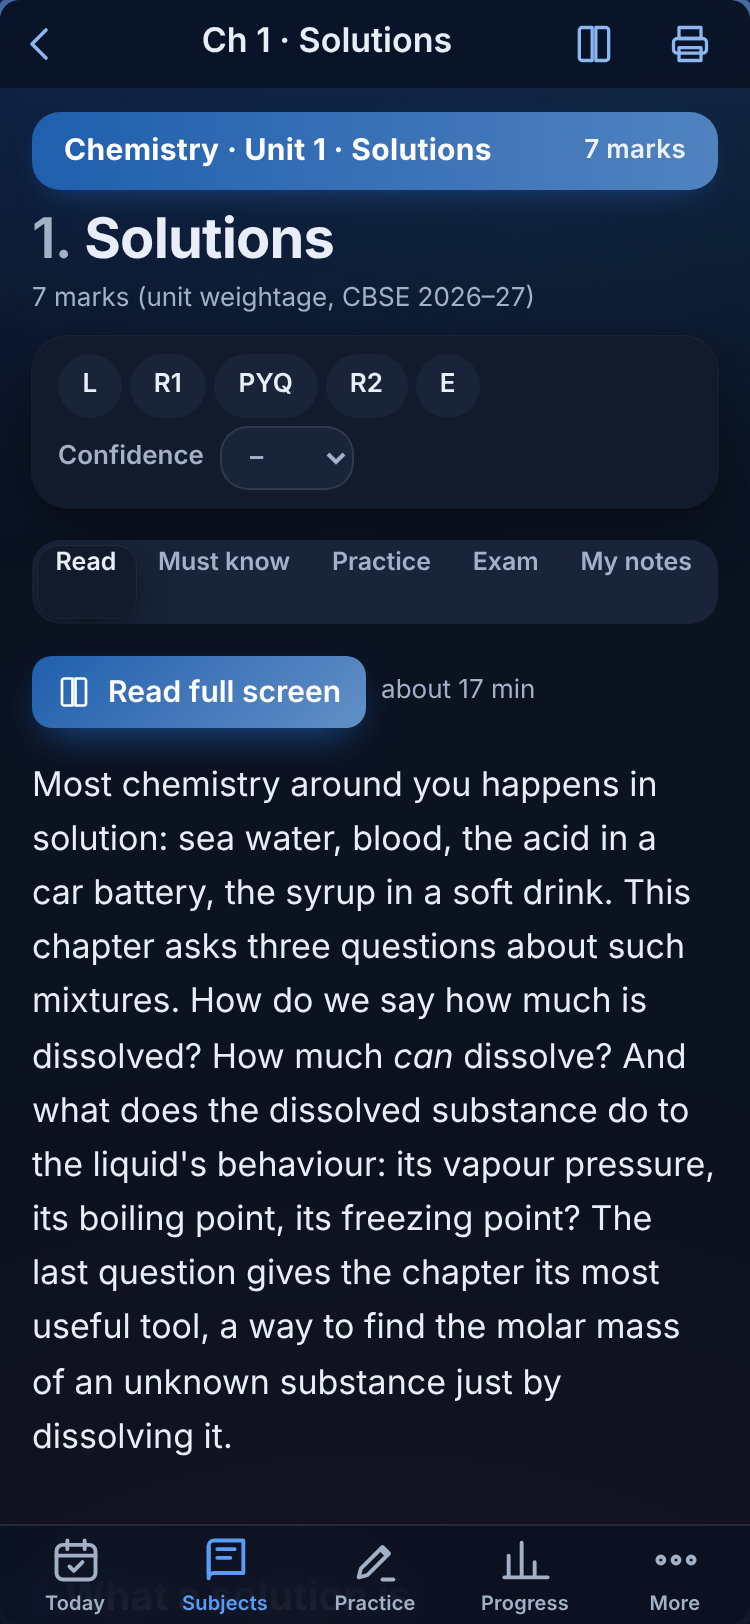 Ch 1 · Solutions
Chemistry · Unit 1 · Solutions 7 marks
1. Solutions
7 marks (unit weightage, CBSE 2026–27)
L R1 PYQ R2 E
Confidence –
Read Must know Practice Exam My notes
Read full screen about 17 min
Most chemistry around you happens in
solution: sea water, blood, the acid in a
car battery, the syrup in a soft drink. This
chapter asks three questions about such
mixtures. How do we say how much is
dissolved? How much can dissolve? And
what does the dissolved substance do to
the liquid's behaviour: its vapour pressure,
its boiling point, its freezing point? The
last question gives the chapter its most
useful tool, a way to find the molar mass
of an unknown substance just by
dissolving it.
What a solution is
Today Subjects Practice Progress More